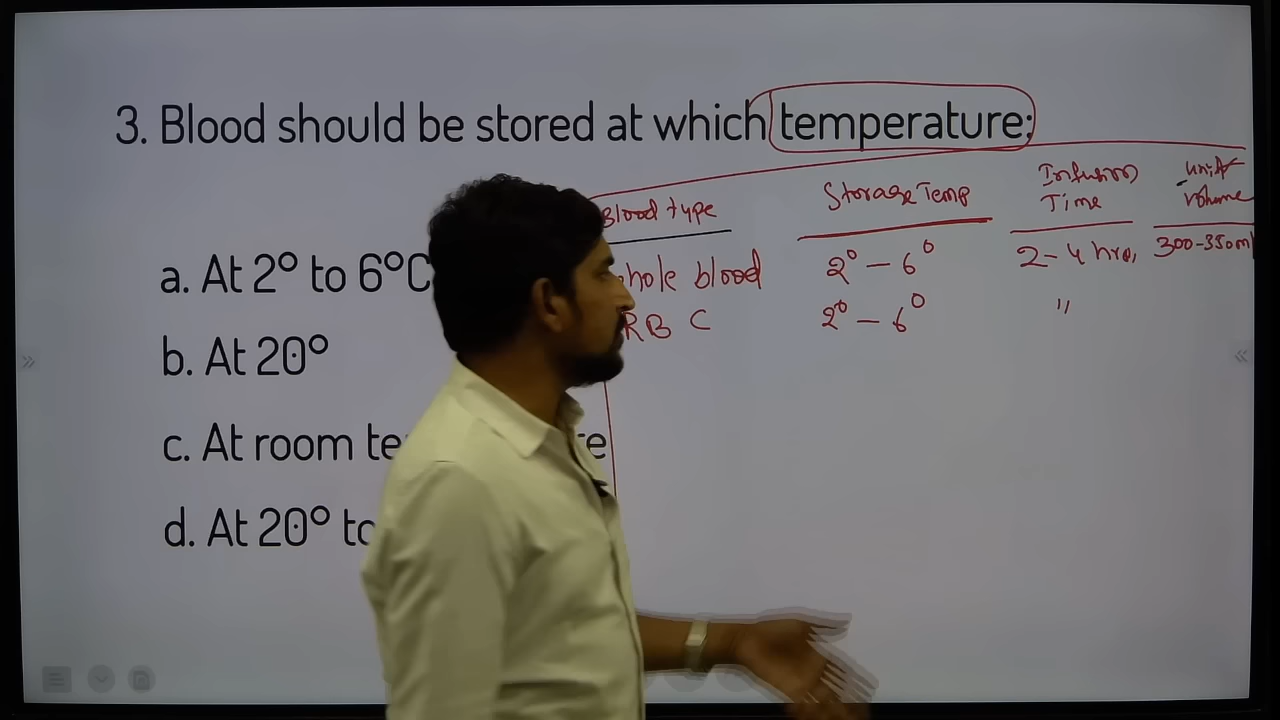 3. Blood should be stored at which temperature:
a. At 2° to 6°C
b. At 20°
c. At room te re
d. At 20° to
Blood type Storage Temp Infusion Time unit volume
hole blood 2° – 6° 2-4 hrs, 300-350ml
RBC 2° – 6° "